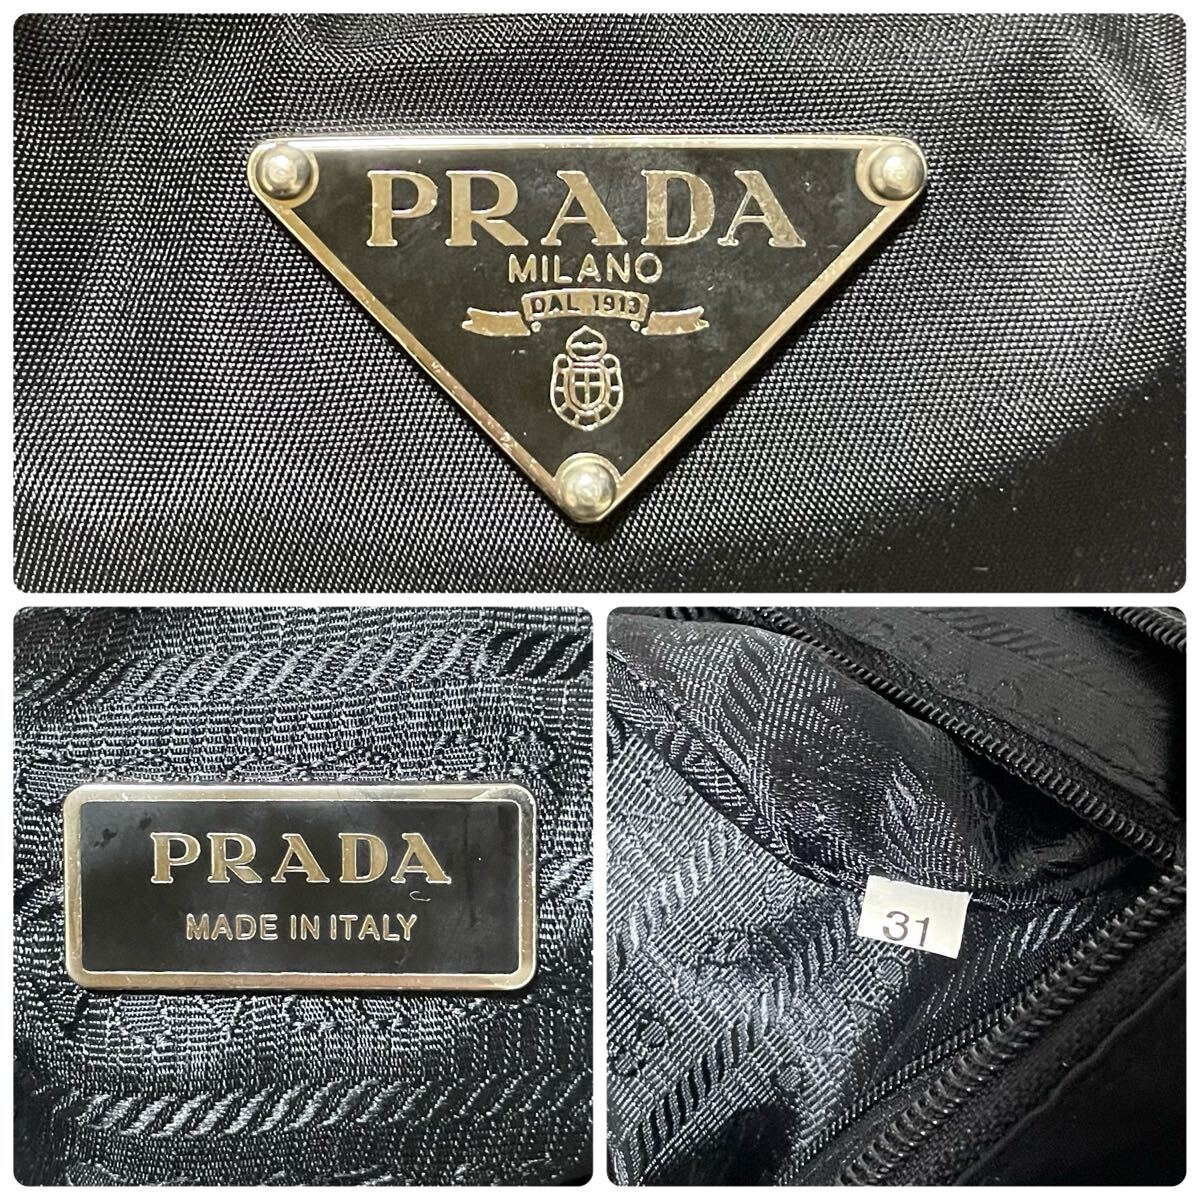 PRADA
MILANO
DAL 1913
PRADA
MADE IN ITALY
31